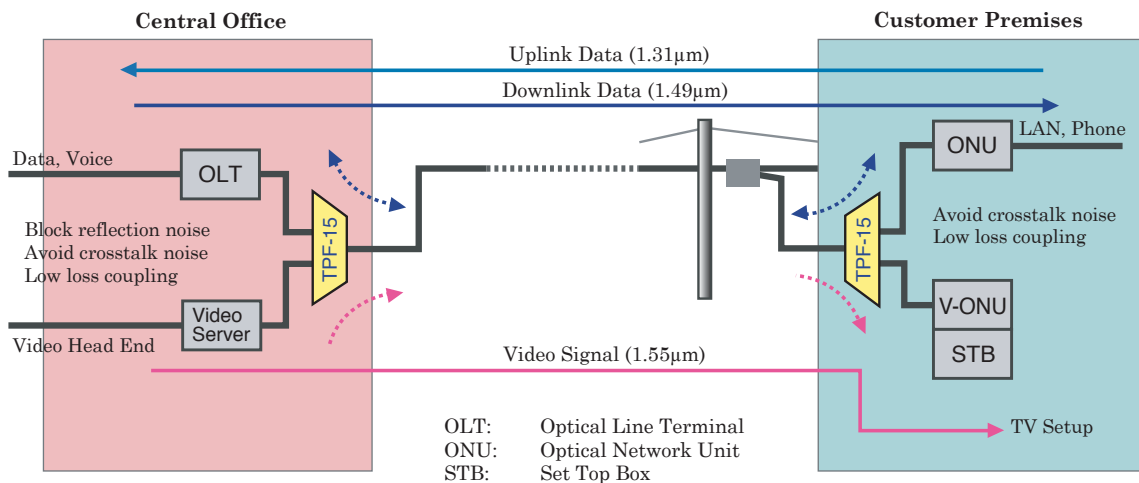 Central Office
Customer Premises
Uplink Data (1.31µm)
Downlink Data (1.49µm)
Data, Voice
OLT
ONU
LAN, Phone
Block reflection noise
Avoid crosstalk noise
Low loss coupling
TPF-15
TPF-15
Avoid crosstalk noise
Low loss coupling
Video
Server
V-ONU
STB
Video Head End
Video Signal (1.55µm)
TV Setup
OLT: Optical Line Terminal
ONU: Optical Network Unit
STB: Set Top Box